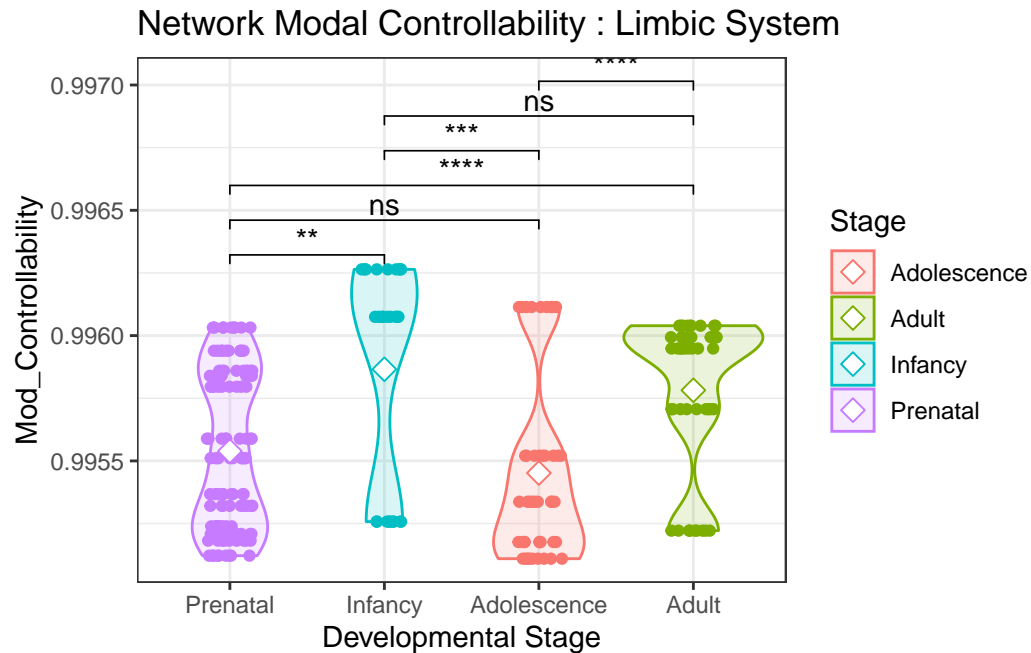 Network Modal Controllability : Limbic System
****
0.9970
ns
***
****
0.9965
ns
**
0.9960
0.9955
Mod_Controllability
Stage
Adolescence
Adult
Infancy
Prenatal
Prenatal Infancy Adolescence Adult
Developmental Stage